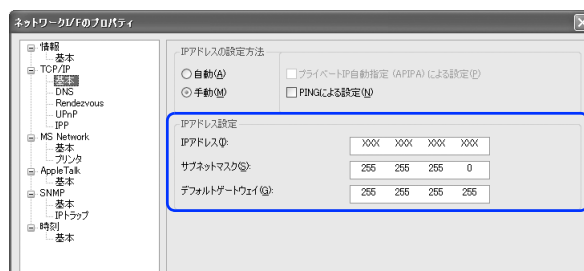 ネットワークI/Fのプロパティ
情報
基本
TCP/IP
基本
DNS
Rendezvous
UPnP
IPP
MS Network
基本
プリンタ
AppleTalk
基本
SNMP
基本
IPトラップ
時刻
基本
IPアドレスの設定方法
自動(A)
プライベートIP自動指定 (APIPA) による設定(P)
手動(M)
PINGによる設定(N)
IPアドレス設定
IPアドレス(I): XXX XXX XXX XXX
サブネットマスク(S): 255 255 255 0
デフォルトゲートウェイ(G): 255 255 255 255